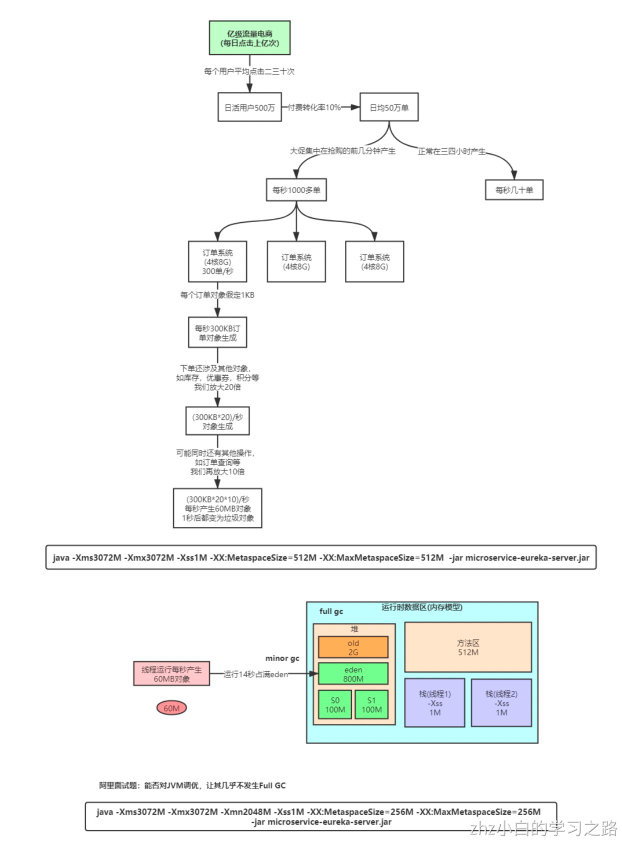 亿级流量电商
(每日点击上亿次)
每个用户平均点击二三十次
日活用户500万
付费转化率10%
日均50万单
大促集中在抢购的前几分钟产生
正常在三四小时产生
每秒1000多单
每秒几十单
订单系统
(4核8G)
300单/秒
订单系统
(4核8G)
订单系统
(4核8G)
每个订单对象假定1KB
每秒300KB订
单对象生成
下单还涉及其他对象，
如库存，优惠券，积分等
我们放大20倍
(300KB*20)/秒
对象生成
可能同时还有其他操作，
如订单查询等
我们再放大10倍
(300KB*20*10)/秒
每秒产生60MB对象
1秒后都变为垃圾对象
java -Xms3072M -Xmx3072M -Xss1M -XX:MetaspaceSize=512M -XX:MaxMetaspaceSize=512M -jar microservice-eureka-server.jar
full gc
运行时数据区(内存模型)
堆
old
2G
minor gc
eden
800M
S0
100M
S1
100M
方法区
512M
栈(线程1)
-Xss
1M
栈(线程2)
-Xss
1M
线程运行每秒产生
60MB对象
运行14秒占满eden
60M
阿里面试题：能否对JVM调优，让其几乎不发生Full GC
java -Xms3072M -Xmx3072M -Xmn2048M -Xss1M -XX:MetaspaceSize=256M -XX:MaxMetaspaceSize=256M
-jar microservice-eureka-server.jar
zhz小白的学习之路